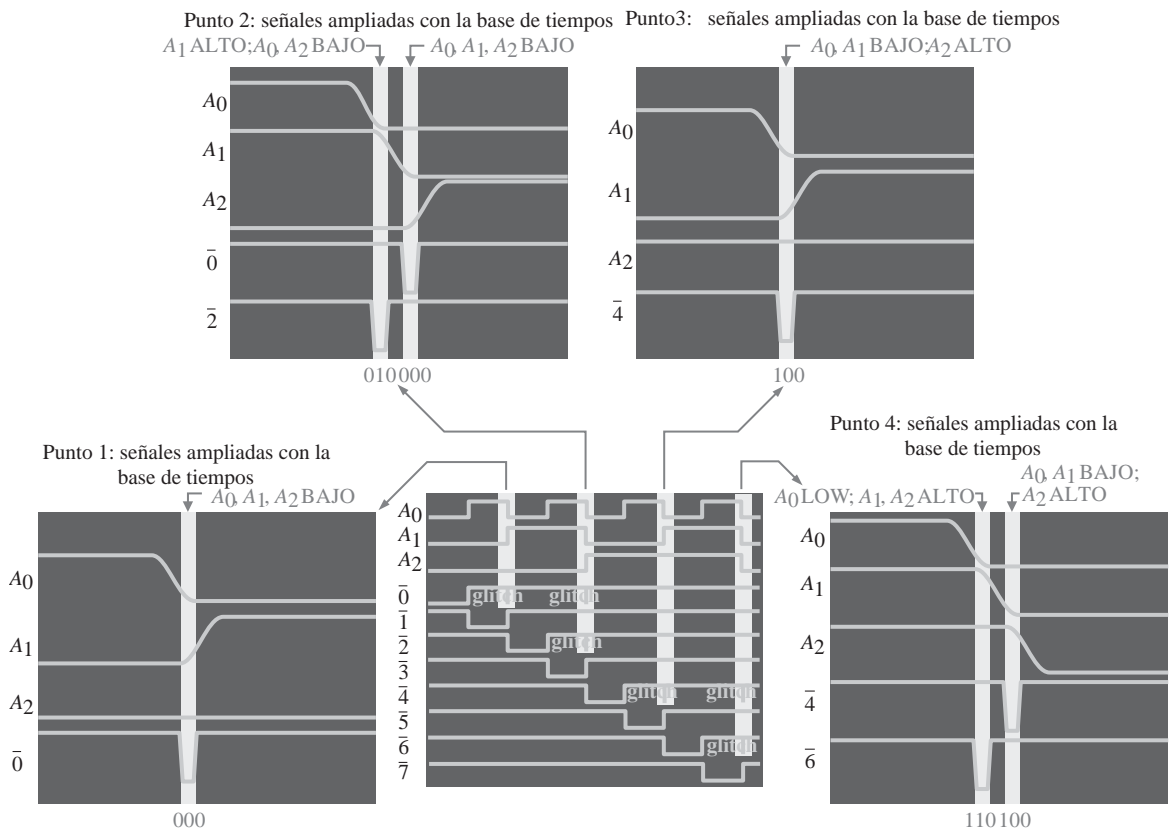 Punto 2: señales ampliadas con la base de tiempos
A1 ALTO;A0, A2 BAJO
A0, A1, A2 BAJO
A0
A1
A2
0̅
2̅
010 000
Punto3: señales ampliadas con la base de tiempos
A0, A1 BAJO;A2 ALTO
A0
A1
A2
4̅
100
Punto 1: señales ampliadas con la
base de tiempos
A0, A1, A2 BAJO
A0
A1
A2
0̅
000
A0
A1
A2
0̅ glitch glitch
1̅
2̅ glitch
3̅
4̅ glitch glitch
5̅
6̅ glitch
7̅
Punto 4: señales ampliadas con la
base de tiempos
A0 LOW; A1, A2 ALTO
A0, A1 BAJO;
A2 ALTO
A0
A1
A2
4̅
6̅
110 100